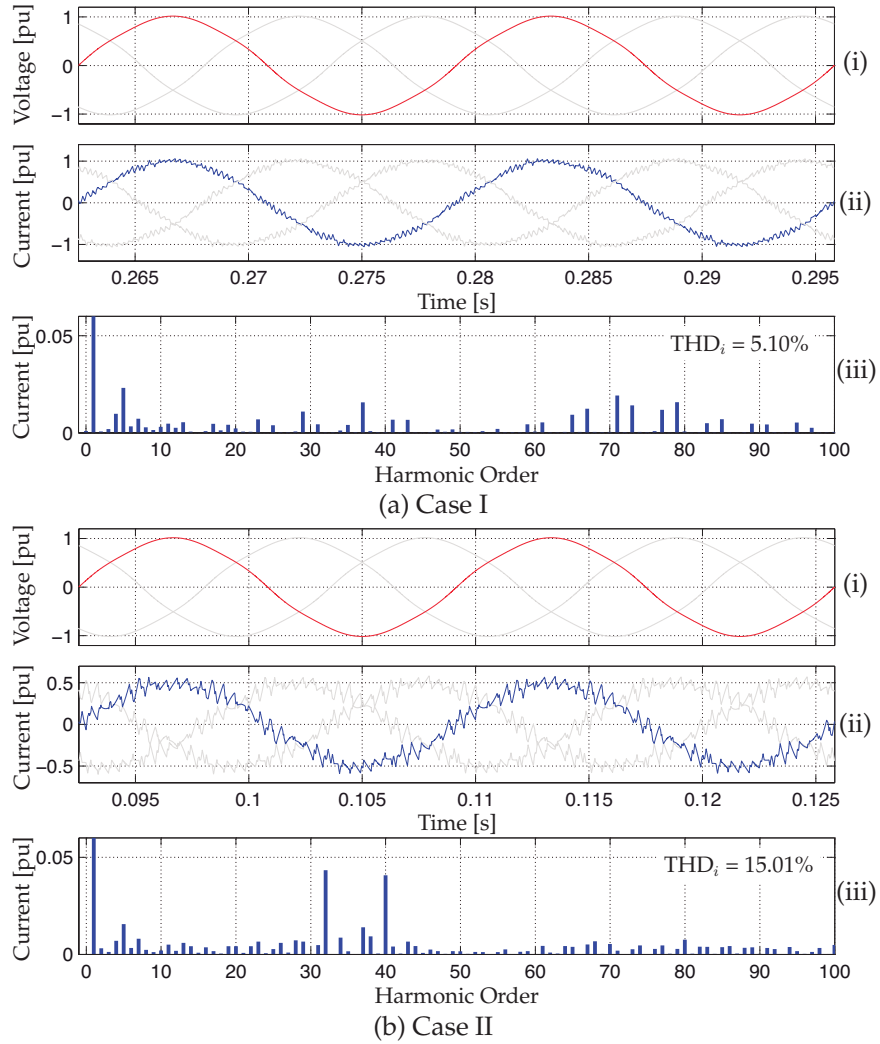 Voltage [pu]
1
0
−1
(i)
Current [pu]
1
0
−1
(ii)
0.265 0.27 0.275 0.28 0.285 0.29 0.295
Time [s]
Current [pu]
0.05
0
THDi = 5.10%
(iii)
0 10 20 30 40 50 60 70 80 90 100
Harmonic Order
(a) Case I
Voltage [pu]
1
0
−1
(i)
Current [pu]
0.5
0
−0.5
(ii)
0.095 0.1 0.105 0.11 0.115 0.12 0.125
Time [s]
Current [pu]
0.05
0
THDi = 15.01%
(iii)
0 10 20 30 40 50 60 70 80 90 100
Harmonic Order
(b) Case II